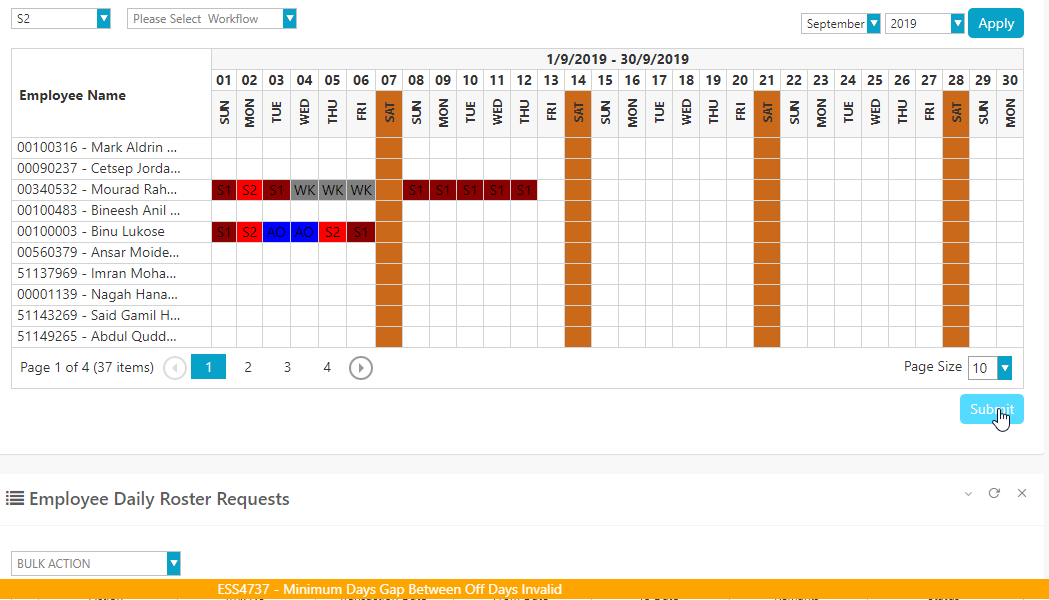 S2 Please Select Workflow September 2019 Apply
1/9/2019 - 30/9/2019
Employee Name
01 02 03 04 05 06 07 08 09 10 11 12 13 14 15 16 17 18 19 20 21 22 23 24 25 26 27 28 29 30
SUN MON TUE WED THU FRI SAT SUN MON TUE WED THU FRI SAT SUN MON TUE WED THU FRI SAT SUN MON TUE WED THU FRI SAT SUN MON
00100316 - Mark Aldrin ...
00090237 - Cetsep Jorda...
00340532 - Mourad Rah... S1 S2 S1 WK WK WK S1 S1 S1 S1 S1
00100483 - Bineesh Anil ...
00100003 - Binu Lukose S1 S2 AO AO S2 S1
00560379 - Ansar Moide...
51137969 - Imran Moha...
00001139 - Nagah Hana...
51143269 - Said Gamil H...
51149265 - Abdul Qudd...
Page 1 of 4 (37 items) 1 2 3 4 Page Size 10
Submit
Employee Daily Roster Requests
BULK ACTION
ESS4737 - Minimum Days Gap Between Off Days Invalid